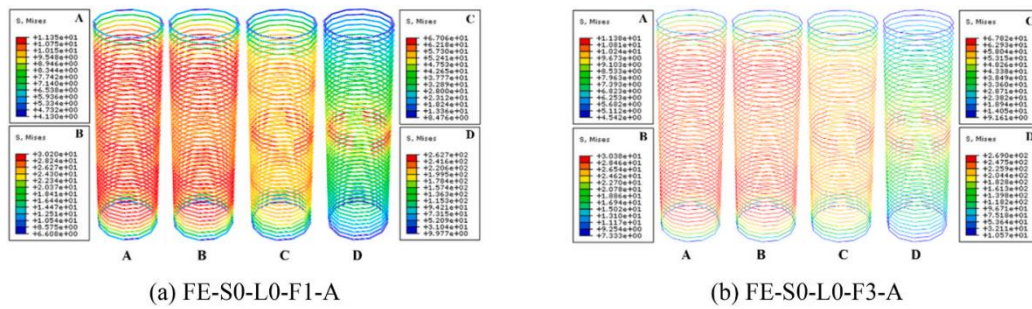 A
S, Mises
+1.135e+01
+1.075e+01
+1.015e+01
+9.548e+00
+8.946e+00
+8.344e+00
+7.742e+00
+7.140e+00
+6.538e+00
+5.936e+00
+5.334e+00
+4.732e+00
+4.130e+00
B
S, Mises
+3.020e+01
+2.824e+01
+2.627e+01
+2.430e+01
+2.234e+01
+2.037e+01
+1.841e+01
+1.644e+01
+1.447e+01
+1.251e+01
+1.054e+01
+8.575e+00
+6.608e+00
C
S, Mises
+6.706e+01
+6.218e+01
+5.730e+01
+5.241e+01
+4.753e+01
+4.265e+01
+3.777e+01
+3.289e+01
+2.800e+01
+2.312e+01
+1.824e+01
+1.336e+01
+8.476e+00
D
S, Mises
+2.627e+02
+2.416e+02
+2.206e+02
+1.995e+02
+1.784e+02
+1.574e+02
+1.363e+02
+1.153e+02
+9.421e+01
+7.315e+01
+5.209e+01
+3.104e+01
+9.977e+00
A B C D
(a) FE-S0-L0-F1-A
A
S, Mises
+1.138e+01
+1.081e+01
+1.024e+01
+9.673e+00
+9.103e+00
+8.533e+00
+7.963e+00
+7.393e+00
+6.823e+00
+6.253e+00
+5.682e+00
+5.112e+00
+4.542e+00
B
S, Mises
+3.038e+01
+2.846e+01
+2.654e+01
+2.462e+01
+2.270e+01
+2.078e+01
+1.886e+01
+1.694e+01
+1.502e+01
+1.310e+01
+1.117e+01
+9.254e+00
+7.333e+00
C
S, Mises
+6.782e+01
+6.293e+01
+5.804e+01
+5.315e+01
+4.826e+01
+4.338e+01
+3.849e+01
+3.360e+01
+2.871e+01
+2.382e+01
+1.894e+01
+1.405e+01
+9.161e+00
D
S, Mises
+2.690e+02
+2.475e+02
+2.259e+02
+2.044e+02
+1.828e+02
+1.613e+02
+1.398e+02
+1.182e+02
+9.671e+01
+7.518e+01
+5.364e+01
+3.211e+01
+1.057e+01
A B C D
(b) FE-S0-L0-F3-A